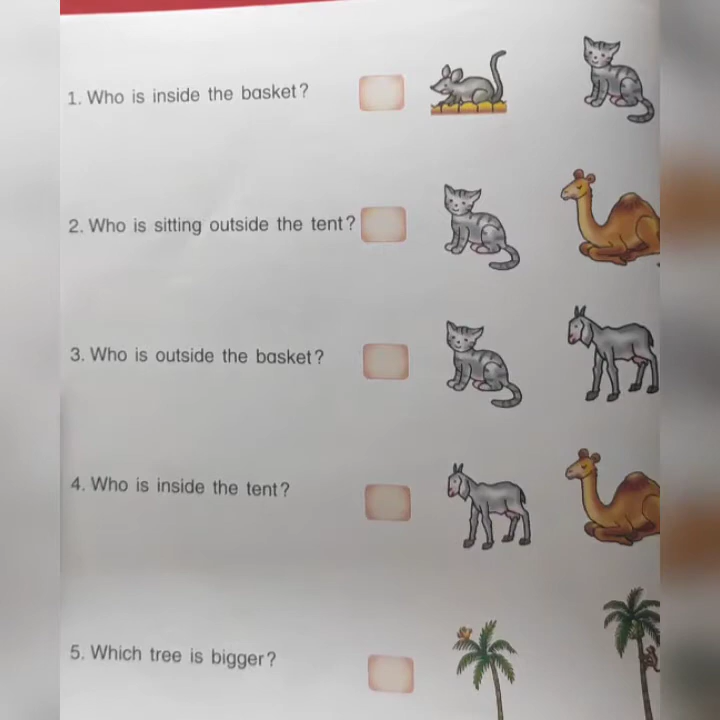 1. Who is inside the basket?
2. Who is sitting outside the tent?
3. Who is outside the basket?
4. Who is inside the tent?
5. Which tree is bigger?